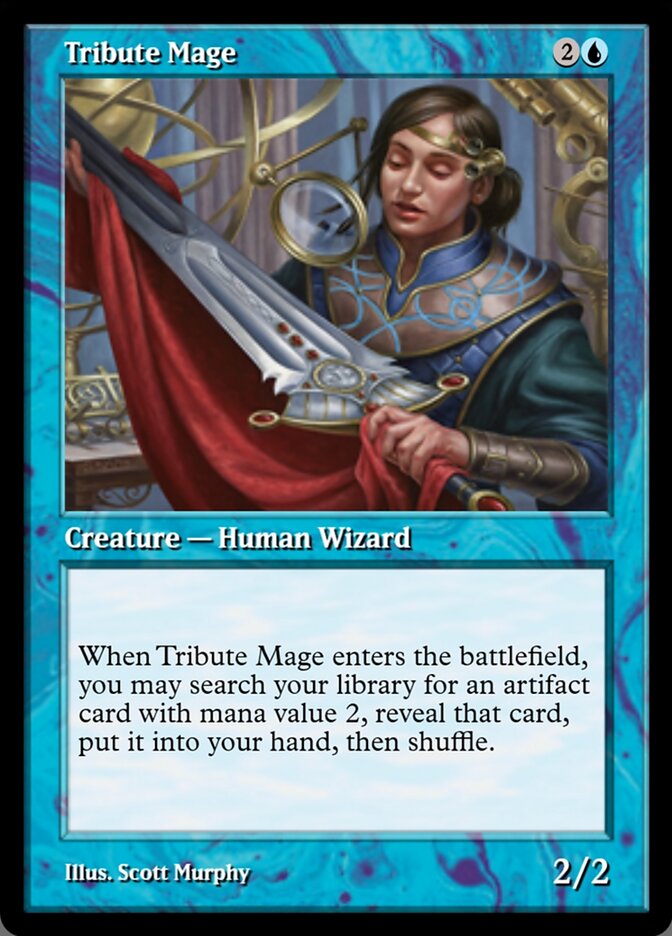 Tribute Mage 2
Creature — Human Wizard
When Tribute Mage enters the battlefield,
you may search your library for an artifact
card with mana value 2, reveal that card,
put it into your hand, then shuffle.
Illus. Scott Murphy 2/2